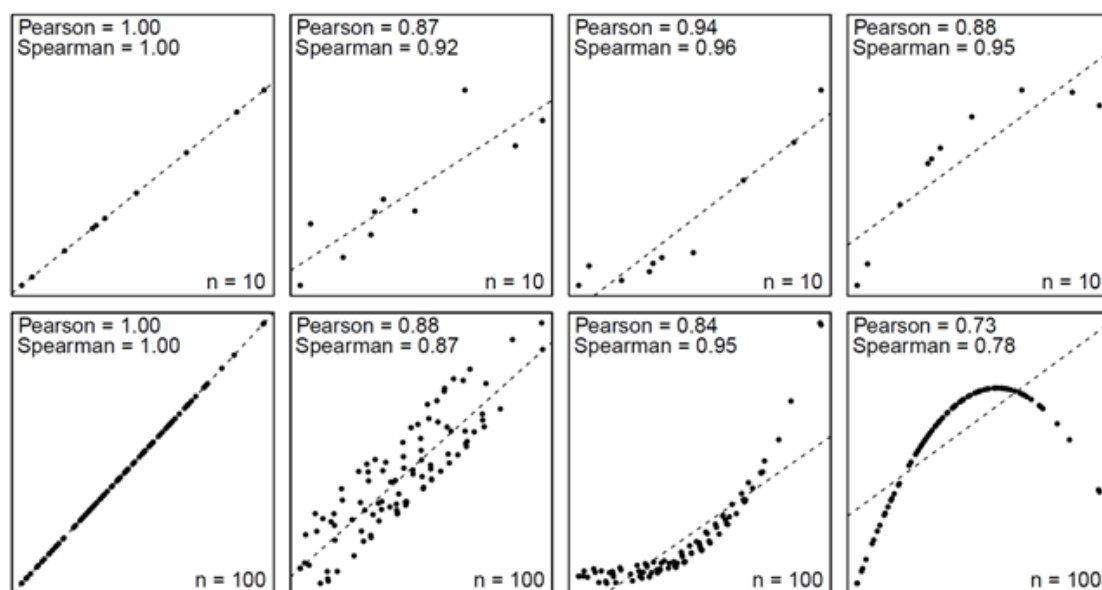 Pearson = 1.00
Spearman = 1.00
n = 10
Pearson = 0.87
Spearman = 0.92
n = 10
Pearson = 0.94
Spearman = 0.96
n = 10
Pearson = 0.88
Spearman = 0.95
n = 10
Pearson = 1.00
Spearman = 1.00
n = 100
Pearson = 0.88
Spearman = 0.87
n = 100
Pearson = 0.84
Spearman = 0.95
n = 100
Pearson = 0.73
Spearman = 0.78
n = 100